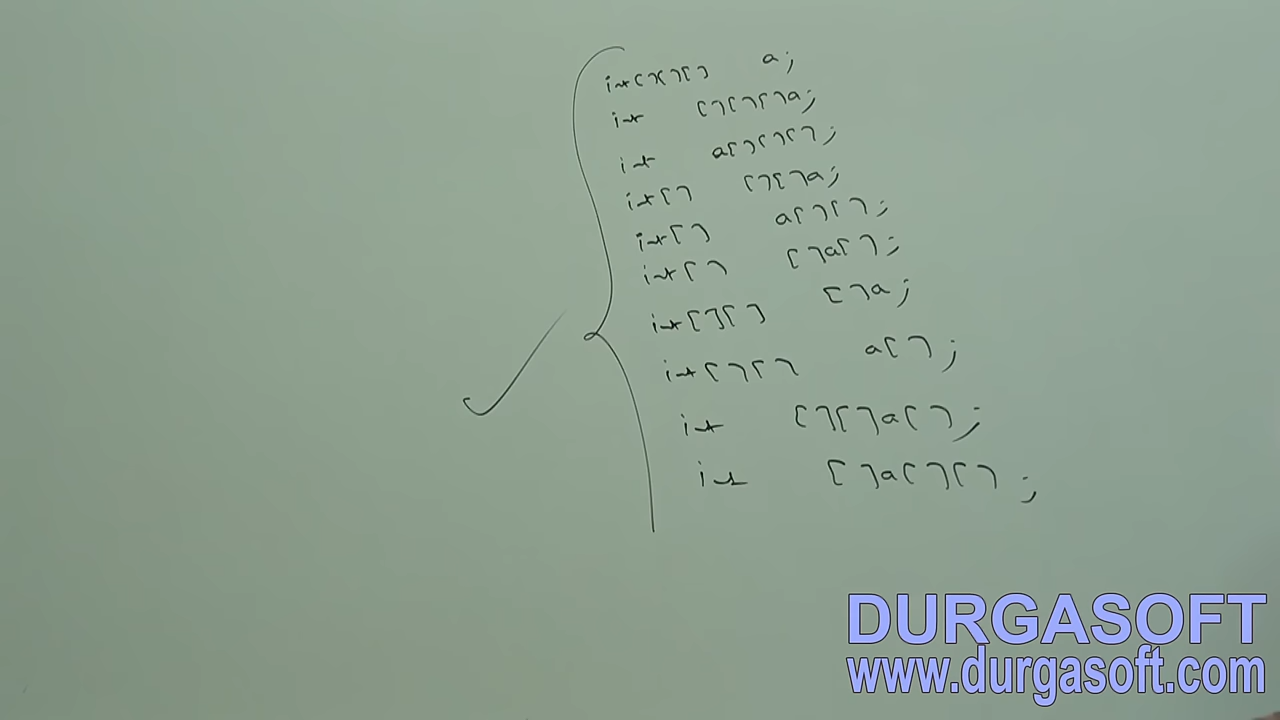 int[][][] a;
int [][][]a;
int a[][][];
int[] [][]a;
int[] a[][];
int[] []a[];
int[][] []a;
int[][] a[];
int [][]a[];
int []a[][];
DURGASOFT
www.durgasoft.com